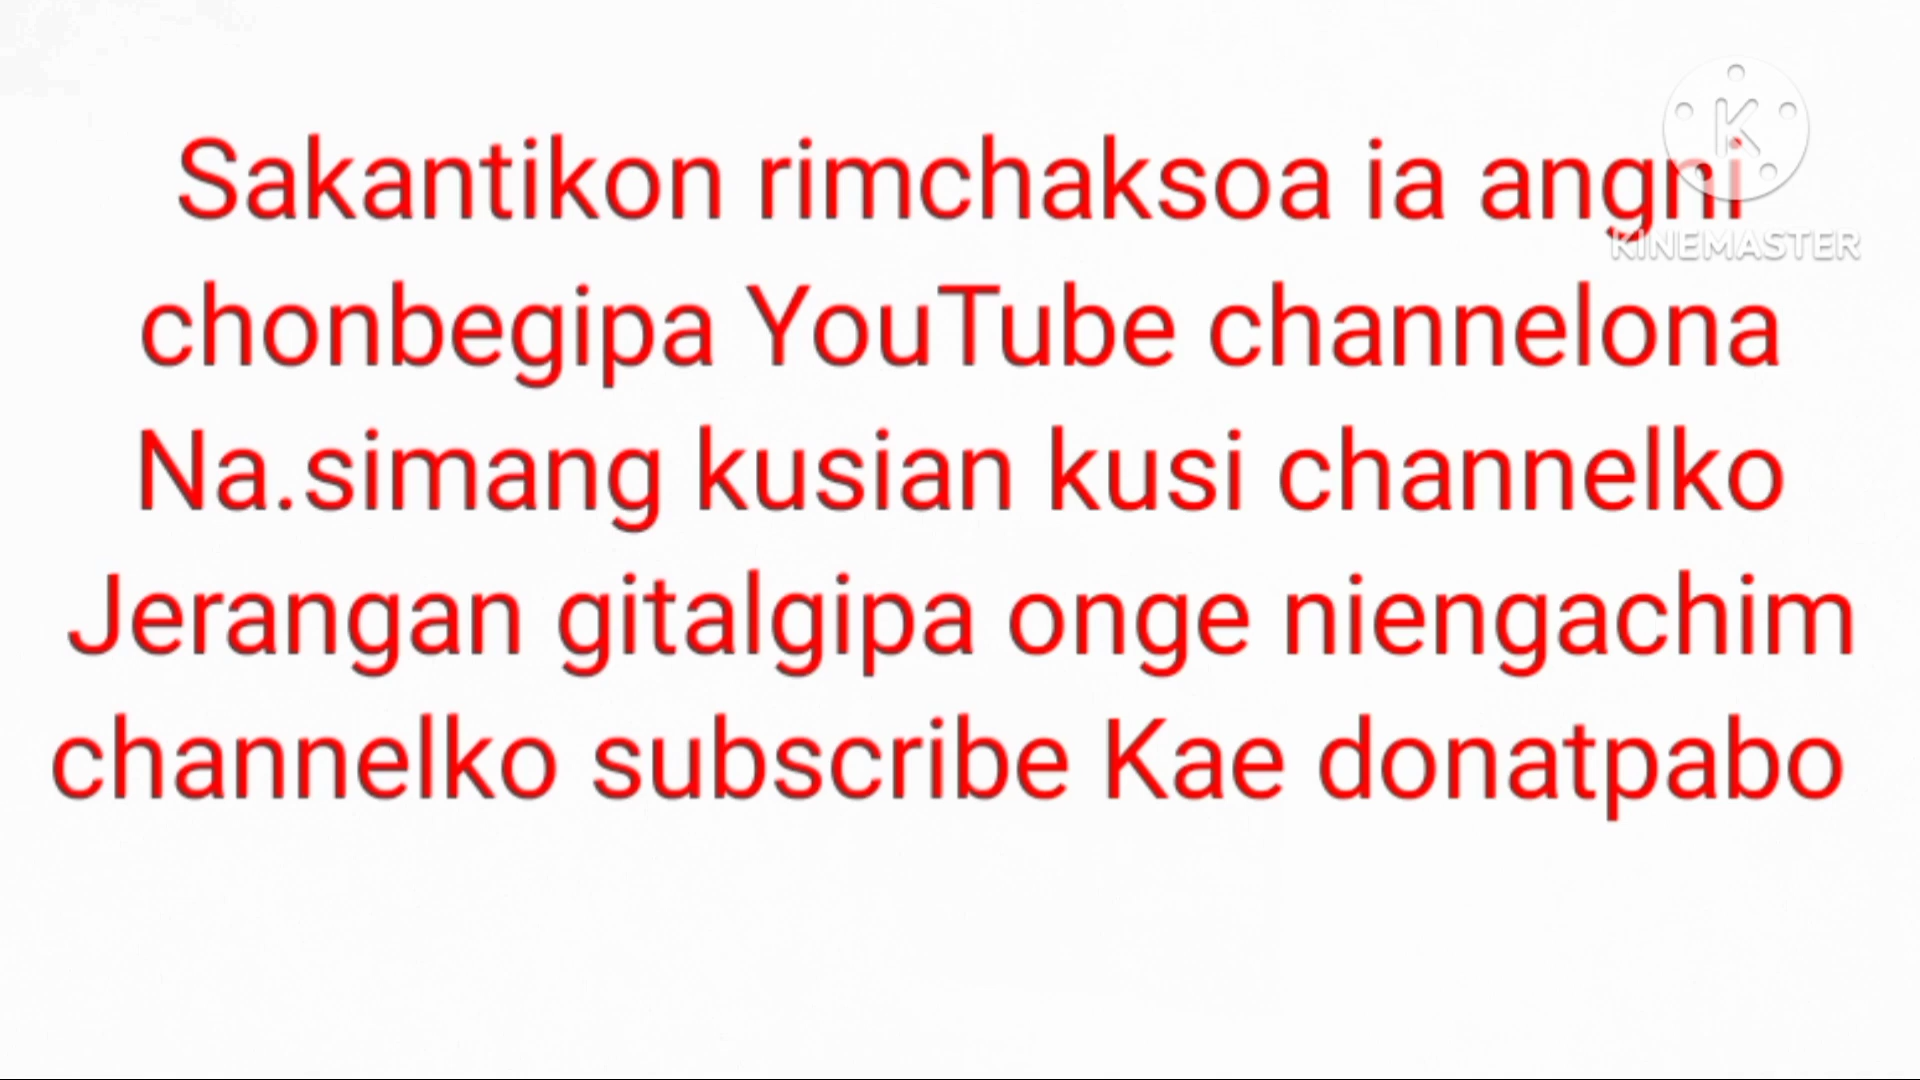 Sakantikon rimchaksoa ia angni
chonbegipa YouTube channelona
Na.simang kusian kusi channelko
Jerangan gitalgipa onge niengachim
channelko subscribe Kae donatpabo
K
KINEMASTER